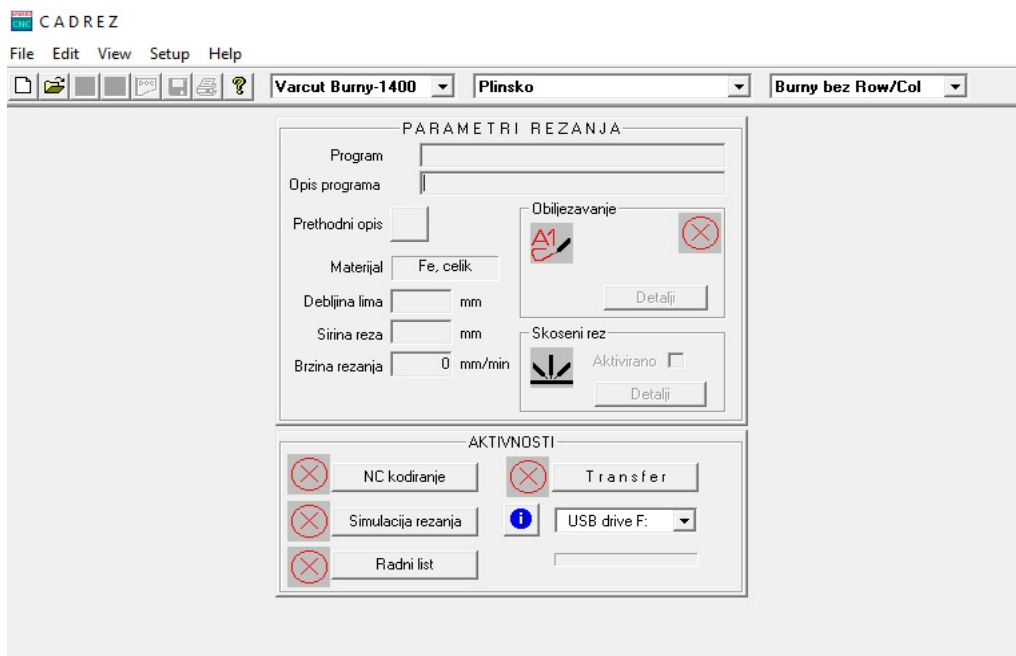 CNC CADREZ
File Edit View Setup Help
Varcut Burny-1400 Plinsko Burny bez Row/Col
PARAMETRI REZANJA
Program
Opis programa
Prethodni opis
Obiljezavanje
A1
Materijal Fe, celik
Detalji
Debljina lima mm
Sirina reza mm
Skoseni rez
Brzina rezanja 0 mm/min
Aktivirano
Detalji
AKTIVNOSTI
NC kodiranje Transfer
Simulacija rezanja i USB drive F:
Radni list